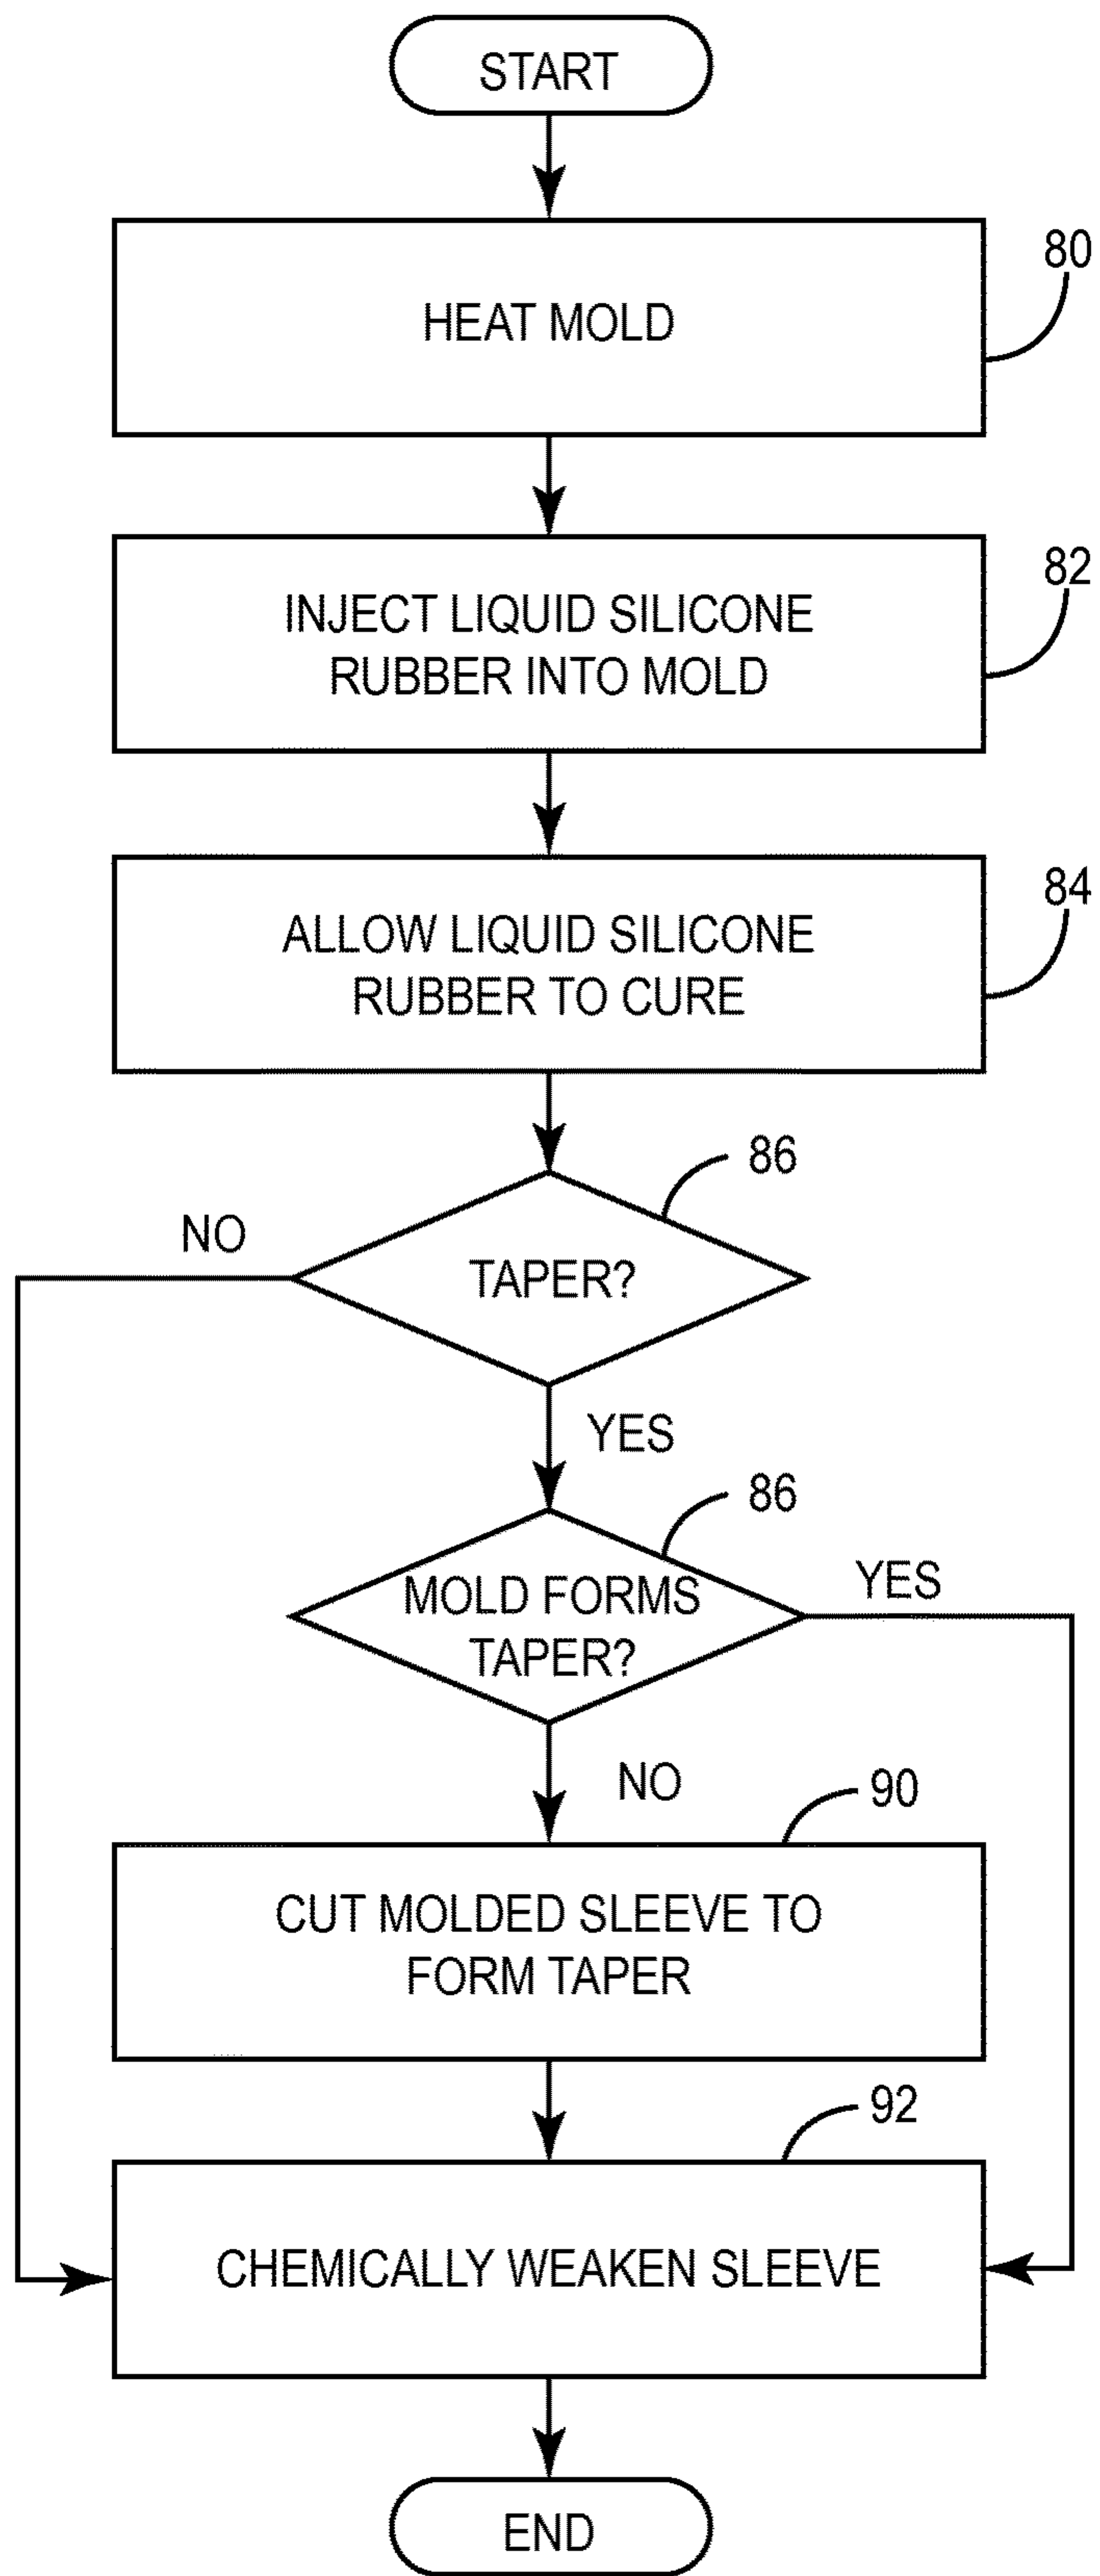 START
80
HEAT MOLD
82
INJECT LIQUID SILICONE
RUBBER INTO MOLD
84
ALLOW LIQUID SILICONE
RUBBER TO CURE
86
NO
TAPER?
YES
86
MOLD FORMS
TAPER?
YES
NO
90
CUT MOLDED SLEEVE TO
FORM TAPER
92
CHEMICALLY WEAKEN SLEEVE
END